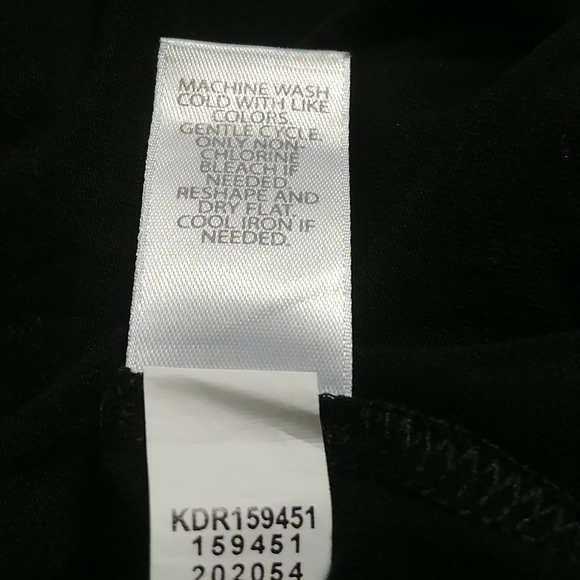 MACHINE WASH
COLD WITH LIKE
COLORS.
GENTLE CYCLE.
ONLY NON-
CHLORINE
BLEACH IF
NEEDED.
RESHAPE AND
DRY FLAT.
COOL IRON IF
NEEDED.
KDR159451
159451
202054